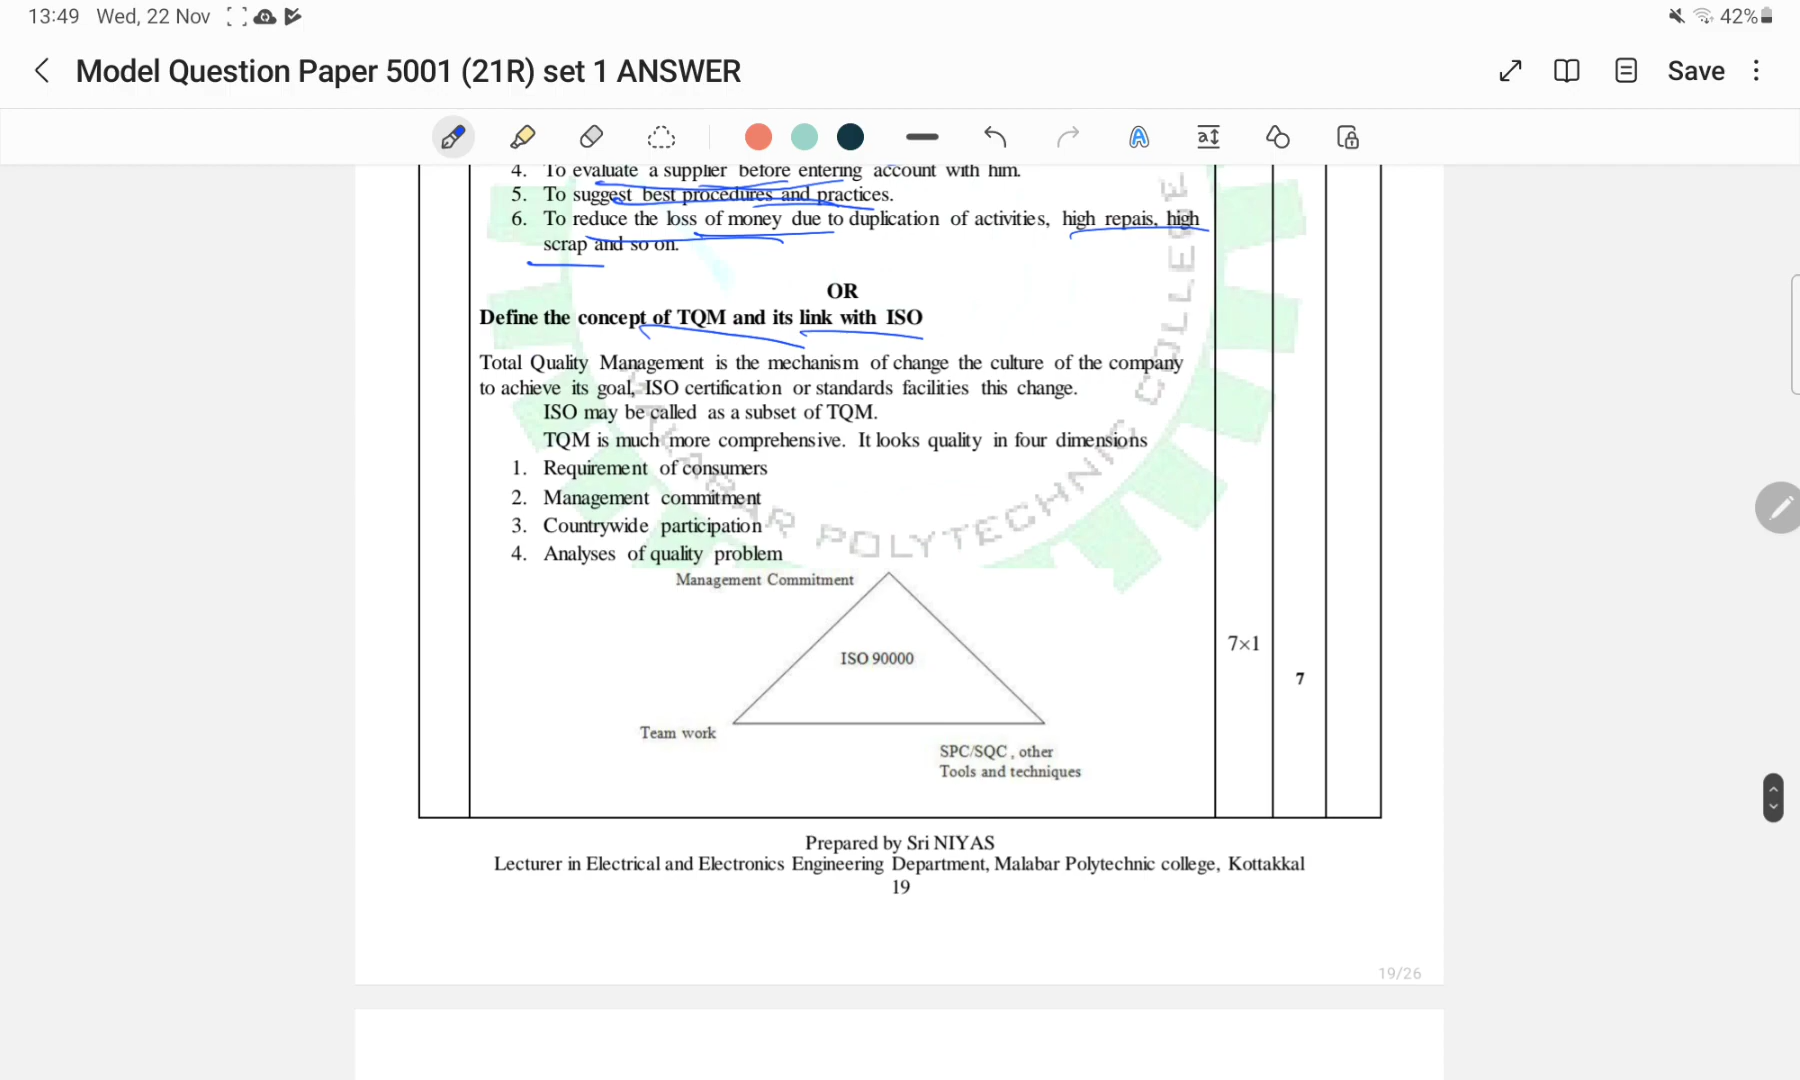 13:49 Wed, 22 Nov
42%
Model Question Paper 5001 (21R) set 1 ANSWER
Save
4. To evaluate a supplier before entering account with him.
5. To suggest best procedures and practices.
6. To reduce the loss of money due to duplication of activities, high repais, high
scrap and so on.
OR
Define the concept of TQM and its link with ISO
Total Quality Management is the mechanism of change the culture of the company
to achieve its goal, ISO certification or standards facilities this change.
ISO may be called as a subset of TQM.
TQM is much more comprehensive. It looks quality in four dimensions
1. Requirement of consumers
2. Management commitment
3. Countrywide participation
4. Analyses of quality problem
Management Commitment
ISO 90000
7×1
7
Team work
SPC/SQC , other
Tools and techniques
POLYTECHNIC COLLEGE
Prepared by Sri NIYAS
Lecturer in Electrical and Electronics Engineering Department, Malabar Polytechnic college, Kottakkal
19
19/26